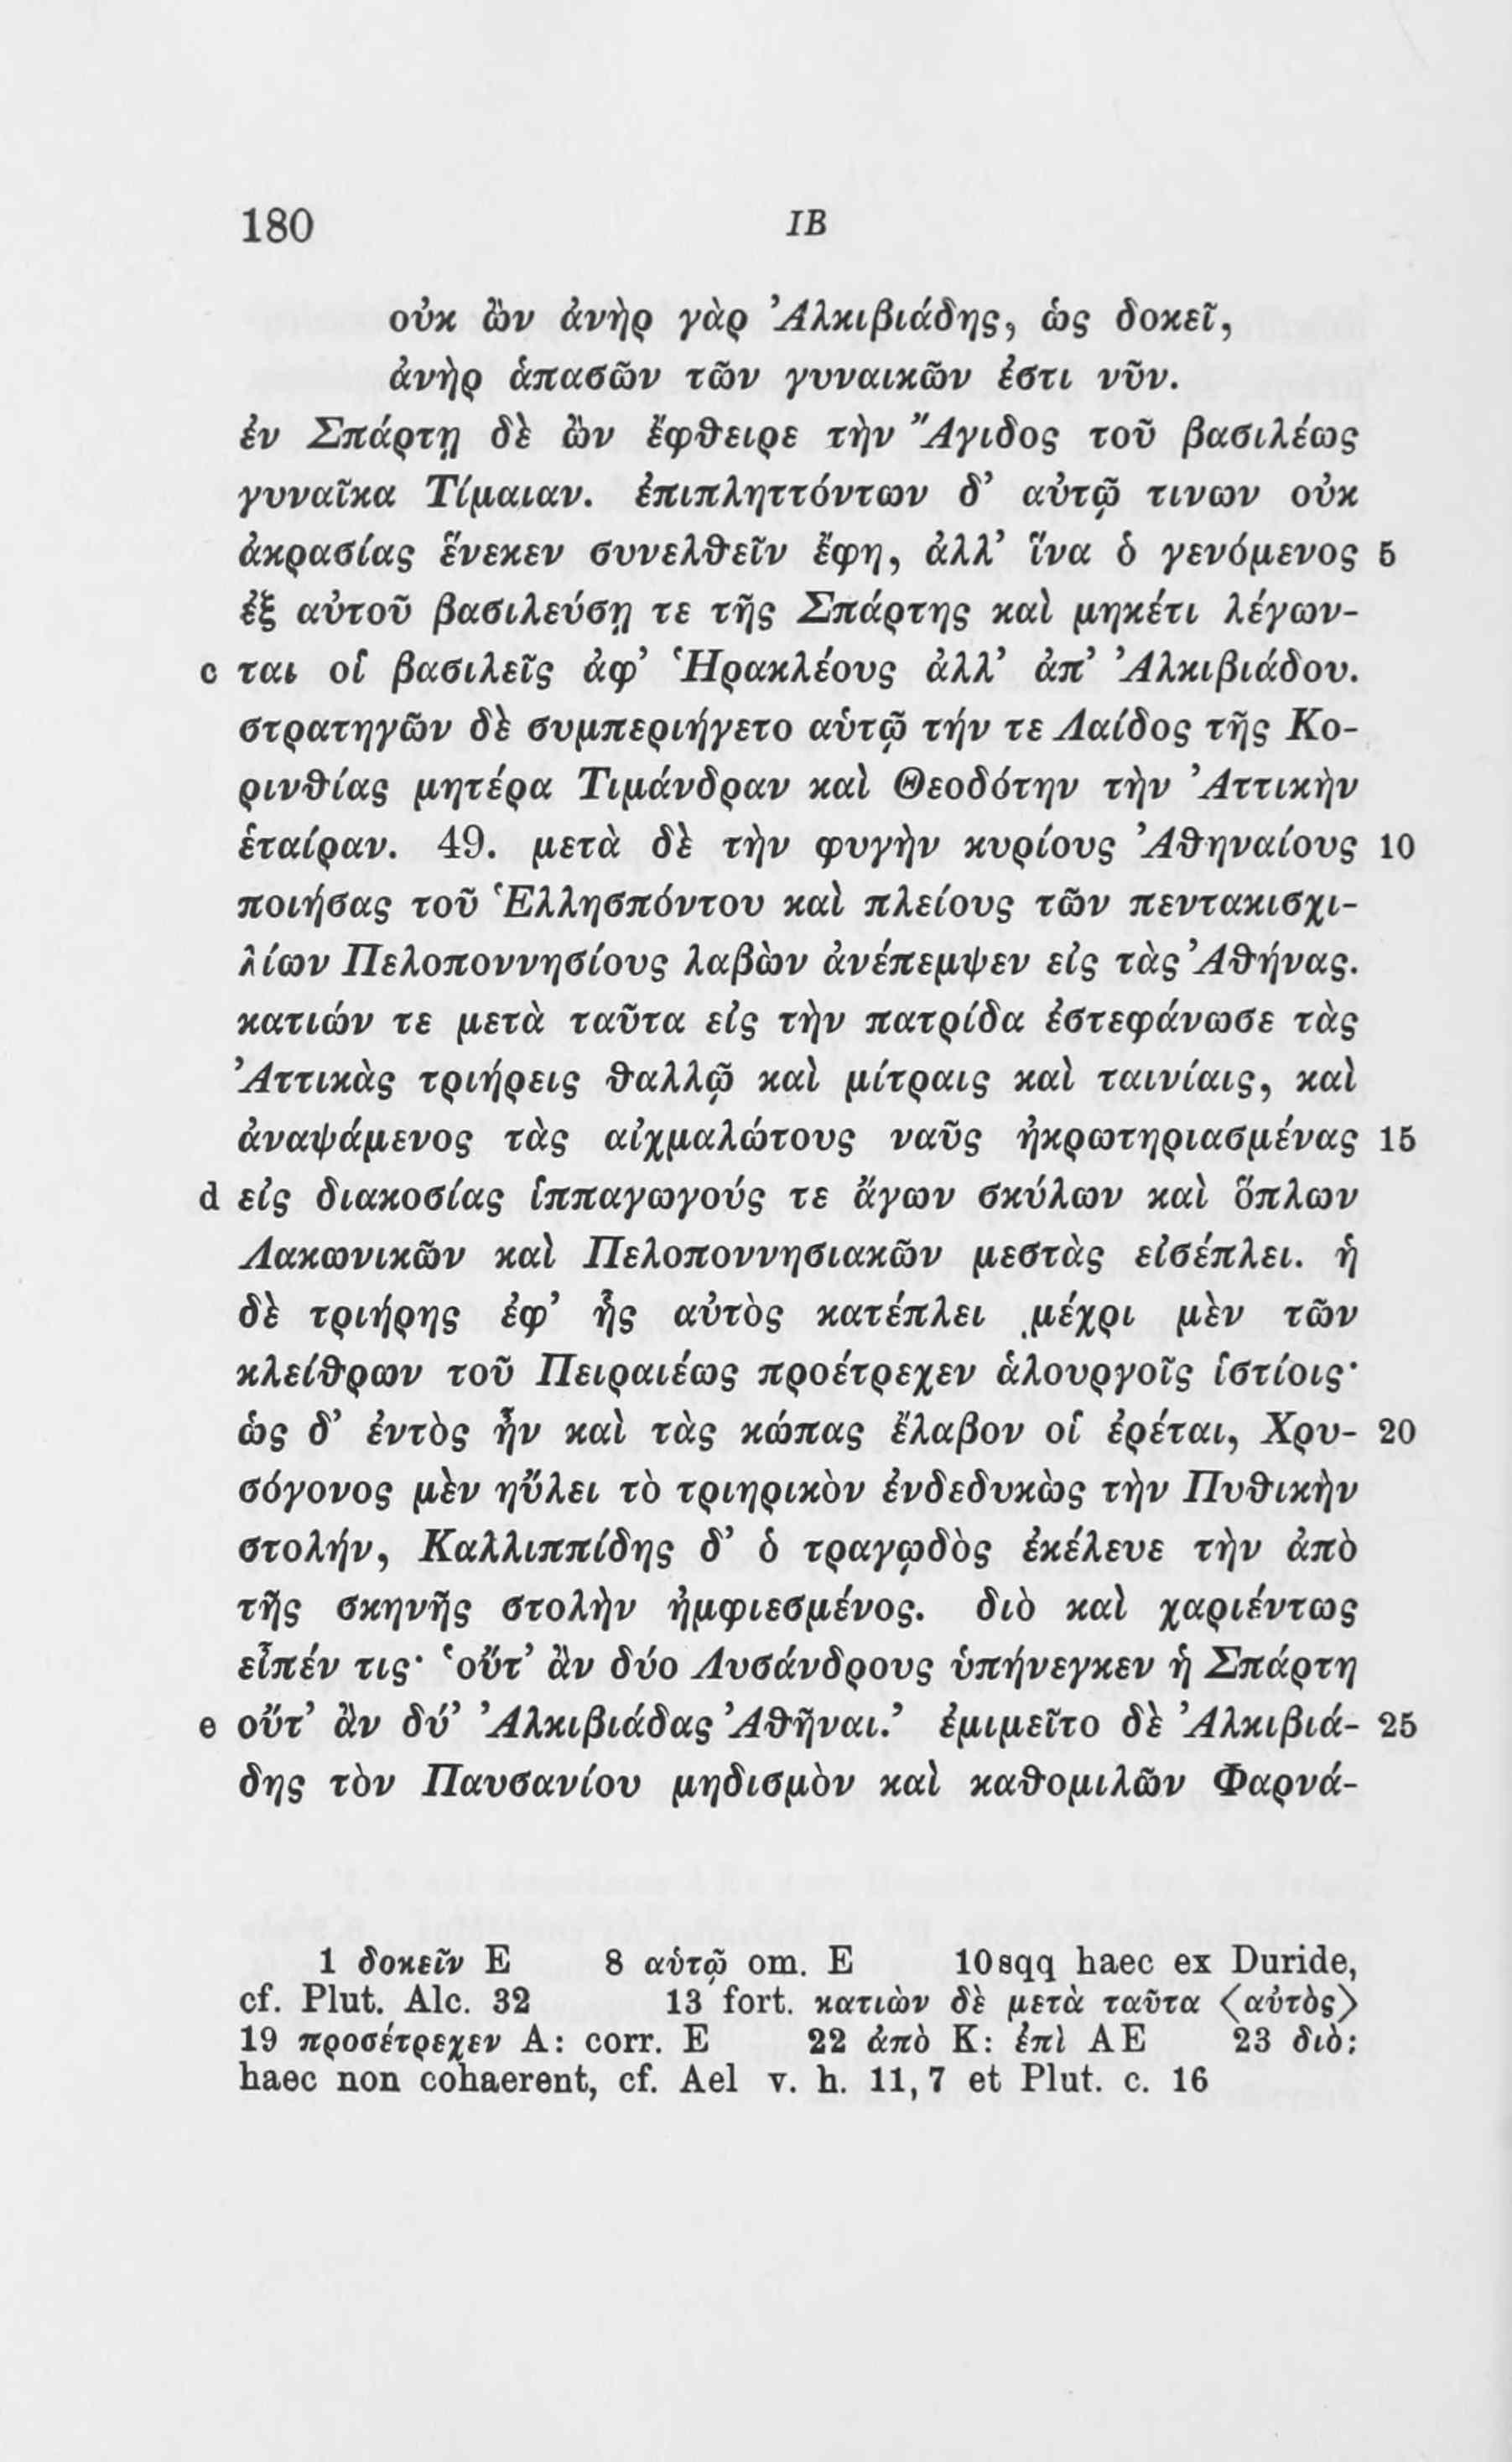 180 IB
οὐκ ὢν ἀνὴρ γὰρ Ἀλκιβιάδης, ὡς δοκεῖ,
ἀνὴρ ἁπασῶν τῶν γυναικῶν ἐστι νῦν.
ἐν Σπάρτῃ δὲ ὢν ἔφθειρε τὴν Ἄγιδος τοῦ βασιλέως
γυναῖκα Τίμαιαν. ἐπιπληττόντων δ’ αὐτῷ τινων οὐκ
ἀκρασίας ἕνεκεν συνελθεῖν ἔφη, ἀλλ’ ἵνα ὁ γενόμενος 5
ἐξ αὐτοῦ βασιλεύσῃ τε τῆς Σπάρτης καὶ μηκέτι λέγων-
c ται οἱ βασιλεῖς ἀφ’ Ἡρακλέους ἀλλ’ ἀπ’ Ἀλκιβιάδου.
στρατηγῶν δὲ συμπεριήγετο αὑτῷ τήν τε Λαίδος τῆς Κο-
ρινθίας μητέρα Τιμάνδραν καὶ Θεοδότην τὴν Ἀττικὴν
ἑταίραν. 49. μετὰ δὲ τὴν φυγὴν κυρίους Ἀθηναίους 10
ποιήσας τοῦ Ἑλλησπόντου καὶ πλείους τῶν πεντακισχι-
λίων Πελοποννησίους λαβὼν ἀνέπεμψεν εἰς τὰς Ἀθήνας.
κατιών τε μετὰ ταῦτα εἰς τὴν πατρίδα ἐστεφάνωσε τὰς
Ἀττικὰς τριήρεις θαλλῷ καὶ μίτραις καὶ ταινίαις, καὶ
ἀναψάμενος τὰς αἰχμαλώτους ναῦς ἠκρωτηριασμένας 15
d εἰς διακοσίας ἱππαγωγούς τε ἄγων σκύλων καὶ ὅπλων
Λακωνικῶν καὶ Πελοποννησιακῶν μεστὰς εἰσέπλει. ἡ
δὲ τριήρης ἐφ’ ἧς αὐτὸς κατέπλει μέχρι μὲν τῶν
κλείθρων τοῦ Πειραιέως προέτρεχεν ἁλουργοῖς ἱστίοις·
ὡς δ’ ἐντὸς ἦν καὶ τὰς κώπας ἔλαβον οἱ ἐρέται, Χρυ- 20
σόγονος μὲν ηὔλει τὸ τριηρικὸν ἐνδεδυκὼς τὴν Πυθικὴν
στολήν, Καλλιππίδης δ’ ὁ τραγῳδὸς ἐκέλευε τὴν ἀπὸ
τῆς σκηνῆς στολὴν ἠμφιεσμένος. διὸ καὶ χαριέντως
εἶπέν τις· ‘οὔτ’ ἂν δύο Λυσάνδρους ὑπήνεγκεν ἡ Σπάρτη
e οὔτ’ ἂν δύ’ Ἀλκιβιάδας Ἀθῆναι.’ ἐμιμεῖτο δὲ Ἀλκιβιά- 25
δης τὸν Παυσανίου μηδισμὸν καὶ καθομιλῶν Φαρνά-
1 δοκεῖν E 8 αὑτῷ om. E 10 sqq haec ex Duride,
cf. Plut. Alc. 32 13 fort. κατιὼν δὲ μετὰ ταῦτα ⟨αὐτὸς⟩
19 προσέτρεχεν A: corr. E 22 ἀπὸ K: ἐπὶ AE 23 διὸ:
haec non cohaerent, cf. Ael v. h. 11, 7 et Plut. c. 16